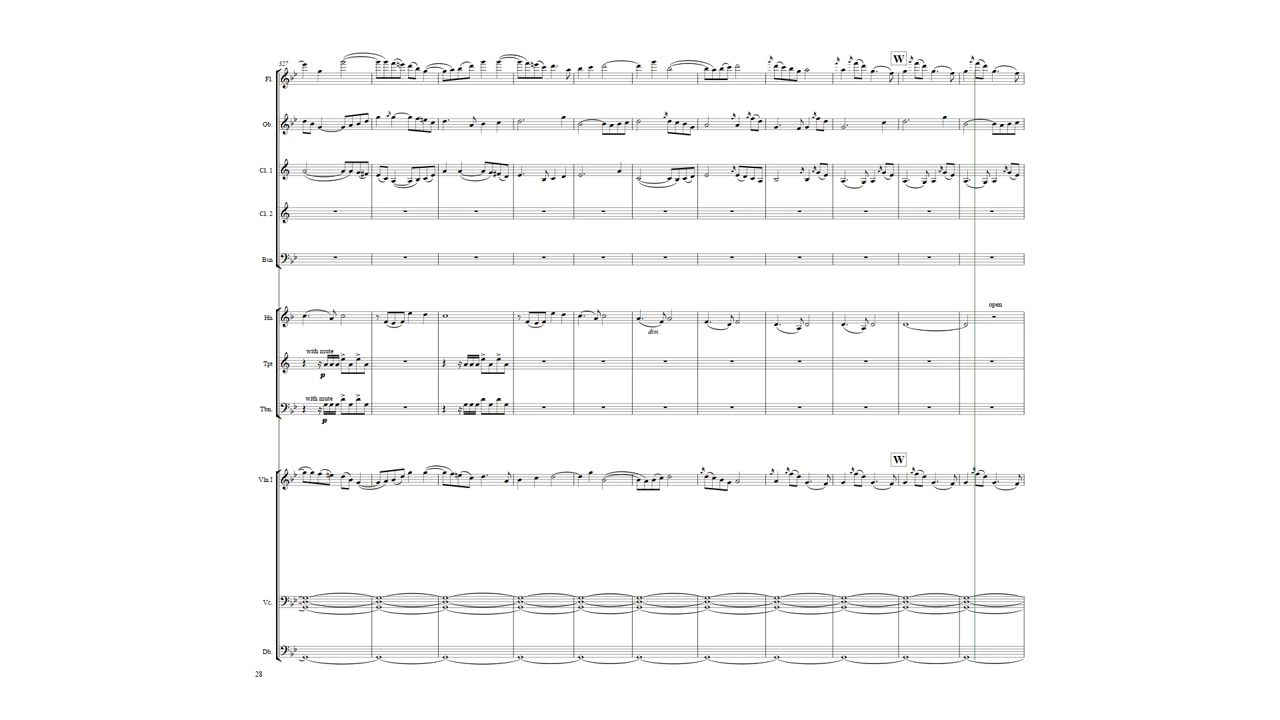 W
327
Fl.
Ob.
Cl. 1
Cl. 2
Bsn
open
Hn
dim.
with mute
Tpt
p
with mute
Tbn.
p
W
Vln I
Vc.
Db.
28